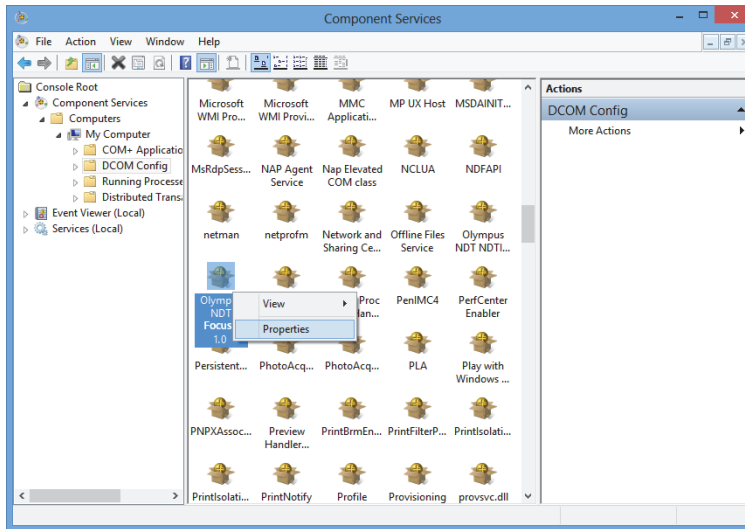 Component Services
File Action View Window Help
Console Root
Component Services
Computers
My Computer
COM+ Applicatio
DCOM Config
Running Processe
Distributed Transa
Event Viewer (Local)
Services (Local)
Microsoft WMI Pro...
Microsoft WMI Provi...
MMC Applicati...
MP UX Host
MSDAINIT...
MsRdpSess...
NAP Agent Service
Nap Elevated COM class
NCLUA
NDFAPI
netman
netprofm
Network and Sharing Ce...
Offline Files Service
Olympus NDT NDTI...
Olymp
NDT
Focus
1.0
View
Properties
Proc
PenIMC4
PerfCenter Enabler
Persistent...
PhotoAcq...
PhotoAcq...
PLA
Play with Windows ...
PNPXAssoc...
Preview Handler...
PrintBrmEn...
PrintFilterP...
PrintIsolati...
PrintIsolati...
PrintNotify
Profile
Provisioning
provsvc.dll
Actions
DCOM Config
More Actions